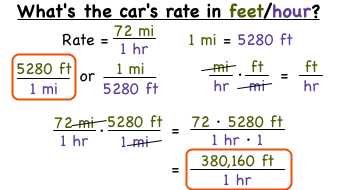 What's the car's rate in feet/hour?
Rate = 72 mi / 1 hr    1 mi = 5280 ft
5280 ft / 1 mi or 1 mi / 5280 ft    mi / hr · ft / mi = ft / hr
72 mi / 1 hr · 5280 ft / 1 mi = 72 · 5280 ft / 1 hr · 1
= 380,160 ft / 1 hr